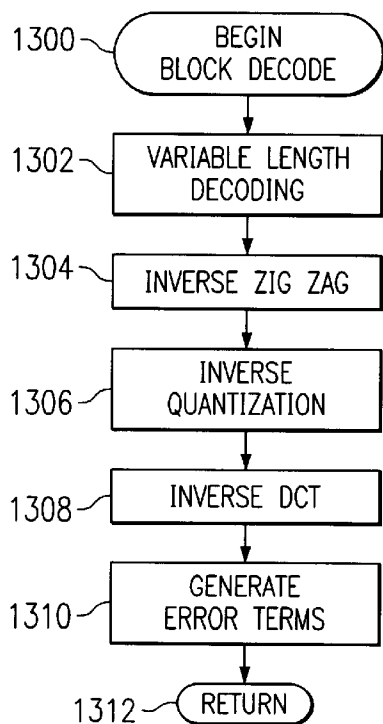 1300
BEGIN
BLOCK DECODE
1302
VARIABLE LENGTH
DECODING
1304
INVERSE ZIG ZAG
1306
INVERSE
QUANTIZATION
1308
INVERSE DCT
1310
GENERATE
ERROR TERMS
1312
RETURN